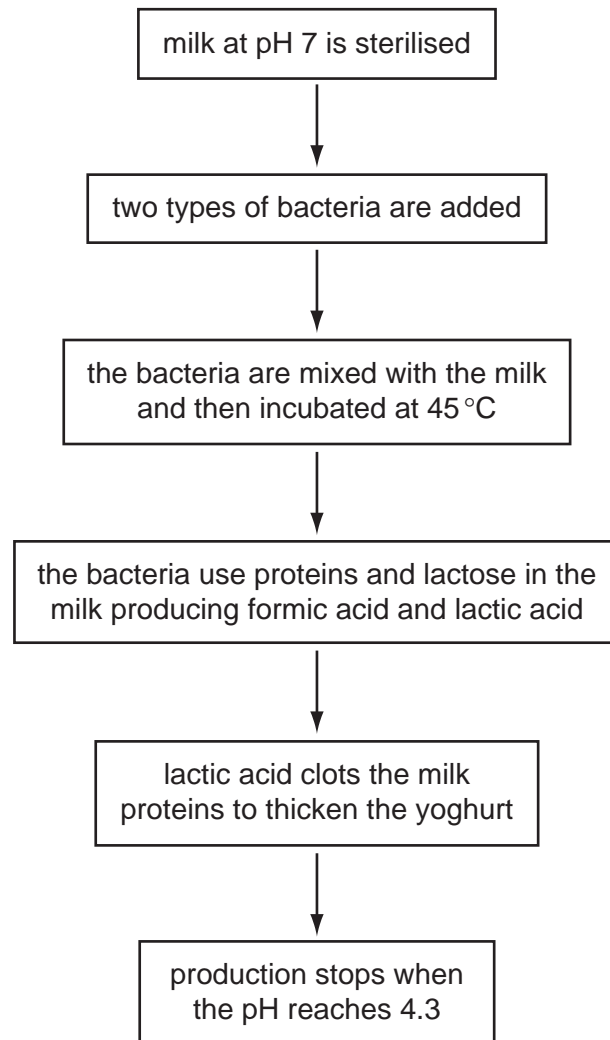 milk at pH 7 is sterilised
two types of bacteria are added
the bacteria are mixed with the milk
and then incubated at 45 °C
the bacteria use proteins and lactose in the
milk producing formic acid and lactic acid
lactic acid clots the milk
proteins to thicken the yoghurt
production stops when
the pH reaches 4.3